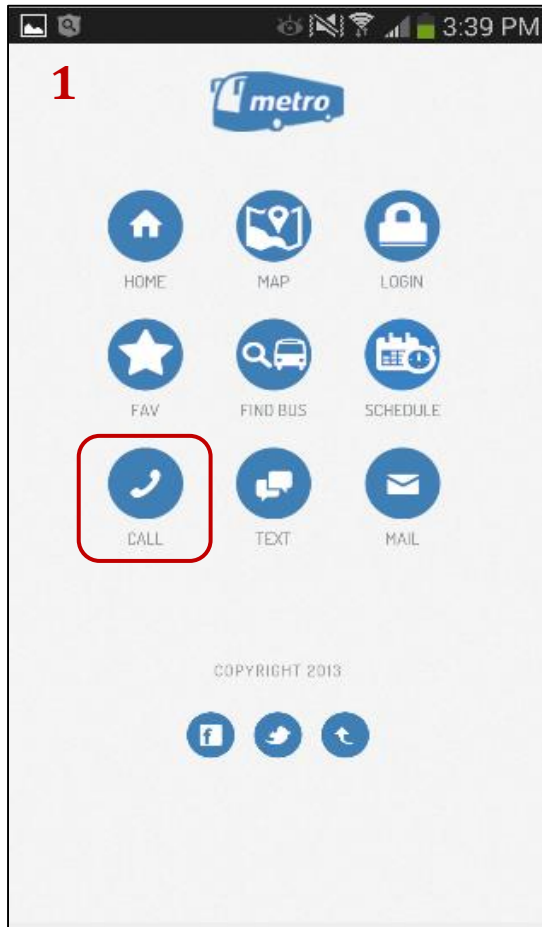 3:39 PM
1
metro
HOME MAP LOGIN
FAV FIND BUS SCHEDULE
CALL TEXT MAIL
COPYRIGHT 2013
f